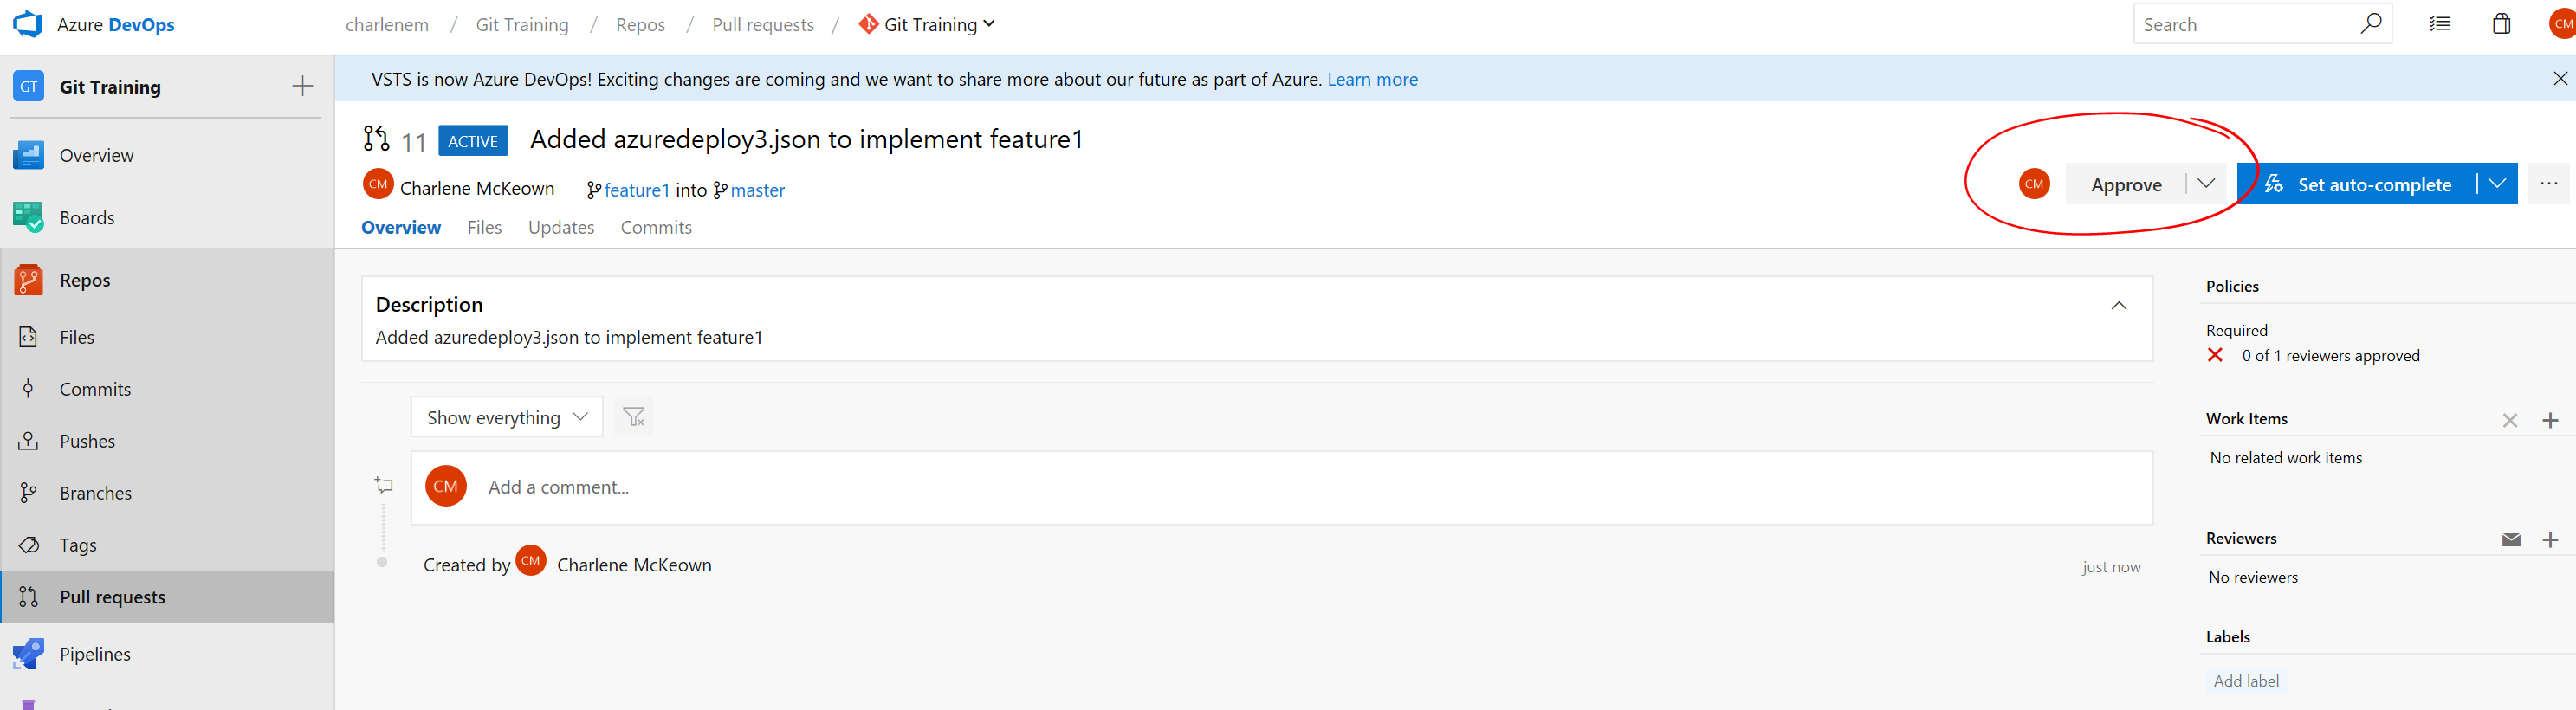 Azure DevOps
charlenem / Git Training / Repos / Pull requests / Git Training
Search
CM
GT Git Training
VSTS is now Azure DevOps! Exciting changes are coming and we want to share more about our future as part of Azure. Learn more
Overview
Boards
Repos
Files
Commits
Pushes
Branches
Tags
Pull requests
Pipelines
11 ACTIVE Added azuredeploy3.json to implement feature1
CM Charlene McKeown feature1 into master
CM Approve Set auto-complete ...
Overview Files Updates Commits
Description
Added azuredeploy3.json to implement feature1
Show everything
CM Add a comment...
Created by CM Charlene McKeown
just now
Policies
Required
0 of 1 reviewers approved
Work Items
No related work items
Reviewers
No reviewers
Labels
Add label